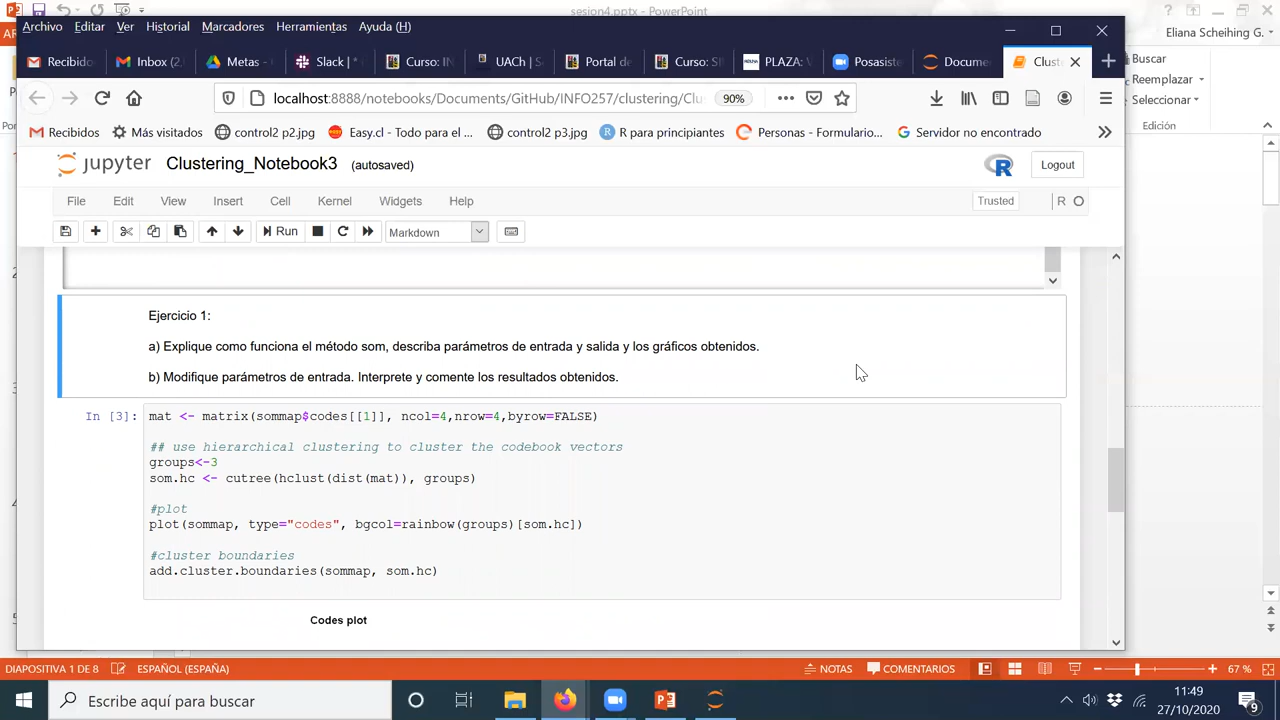 sesion4.pptx - PowerPoint
Archivo Editar Ver Historial Marcadores Herramientas Ayuda (H)
Eliana Scheihing G.
Recibido Inbox (2 Metas - Slack | * Curso: IN UACh | S Portal de Curso: SI PLAZA: V Posasiste Docume Cluste
Buscar
Reemplazar
Seleccionar
Edición
localhost:8888/notebooks/Documents/GitHub/INFO257/clustering/Clu 90%
Recibidos Más visitados control2 p2.jpg Easy.cl - Todo para el ... control2 p3.jpg R para principiantes Personas - Formulario... Servidor no encontrado
jupyter Clustering_Notebook3 (autosaved) Logout
File Edit View Insert Cell Kernel Widgets Help Trusted R
Run Markdown
Ejercicio 1:
a) Explique como funciona el método som, describa parámetros de entrada y salida y los gráficos obtenidos.
b) Modifique parámetros de entrada. Interprete y comente los resultados obtenidos.
In [3]: mat <- matrix(sommap$codes[[1]], ncol=4,nrow=4,byrow=FALSE)
## use hierarchical clustering to cluster the codebook vectors
groups<-3
som.hc <- cutree(hclust(dist(mat)), groups)
#plot
plot(sommap, type="codes", bgcol=rainbow(groups)[som.hc])
#cluster boundaries
add.cluster.boundaries(sommap, som.hc)
Codes plot
DIAPOSITIVA 1 DE 8 ESPAÑOL (ESPAÑA) NOTAS COMENTARIOS 67 %
Escribe aquí para buscar
11:49
27/10/2020
9